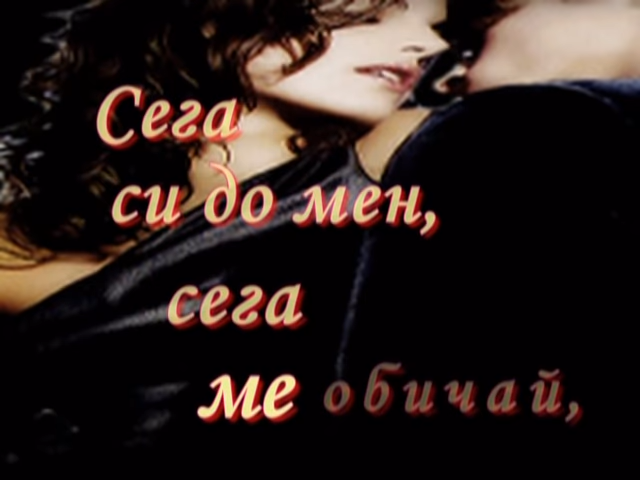 Сега
си до мен,
сега
ме обичай,